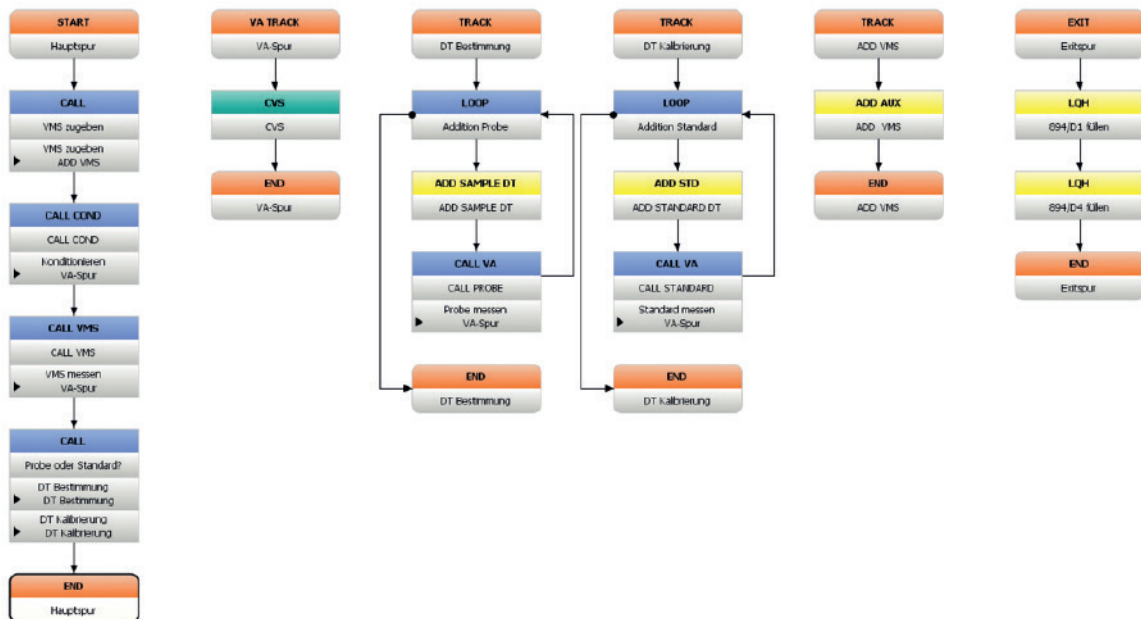 START
Hauptspur
CALL
VMS zugeben
VMS zugeben
ADD VMS
CALL COND
CALL COND
Konditionieren
VA-Spur
CALL VMS
CALL VMS
VMS messen
VA-Spur
CALL
Probe oder Standard?
DT Bestimmung
DT Bestimmung
DT Kalibrierung
DT Kalibrierung
END
Hauptspur
VA TRACK
VA-Spur
CVS
CVS
END
VA-Spur
TRACK
DT Bestimmung
LOOP
Addition Probe
ADD SAMPLE DT
ADD SAMPLE DT
CALL VA
CALL PROBE
Probe messen
VA-Spur
END
DT Bestimmung
TRACK
DT Kalibrierung
LOOP
Addition Standard
ADD STD
ADD STANDARD DT
CALL VA
CALL STANDARD
Standard messen
VA-Spur
END
DT Kalibrierung
TRACK
ADD VMS
ADD AUX
ADD VMS
END
ADD VMS
EXIT
Exitspur
LQH
894/D1 füllen
LQH
894/D4 füllen
END
Exitspur